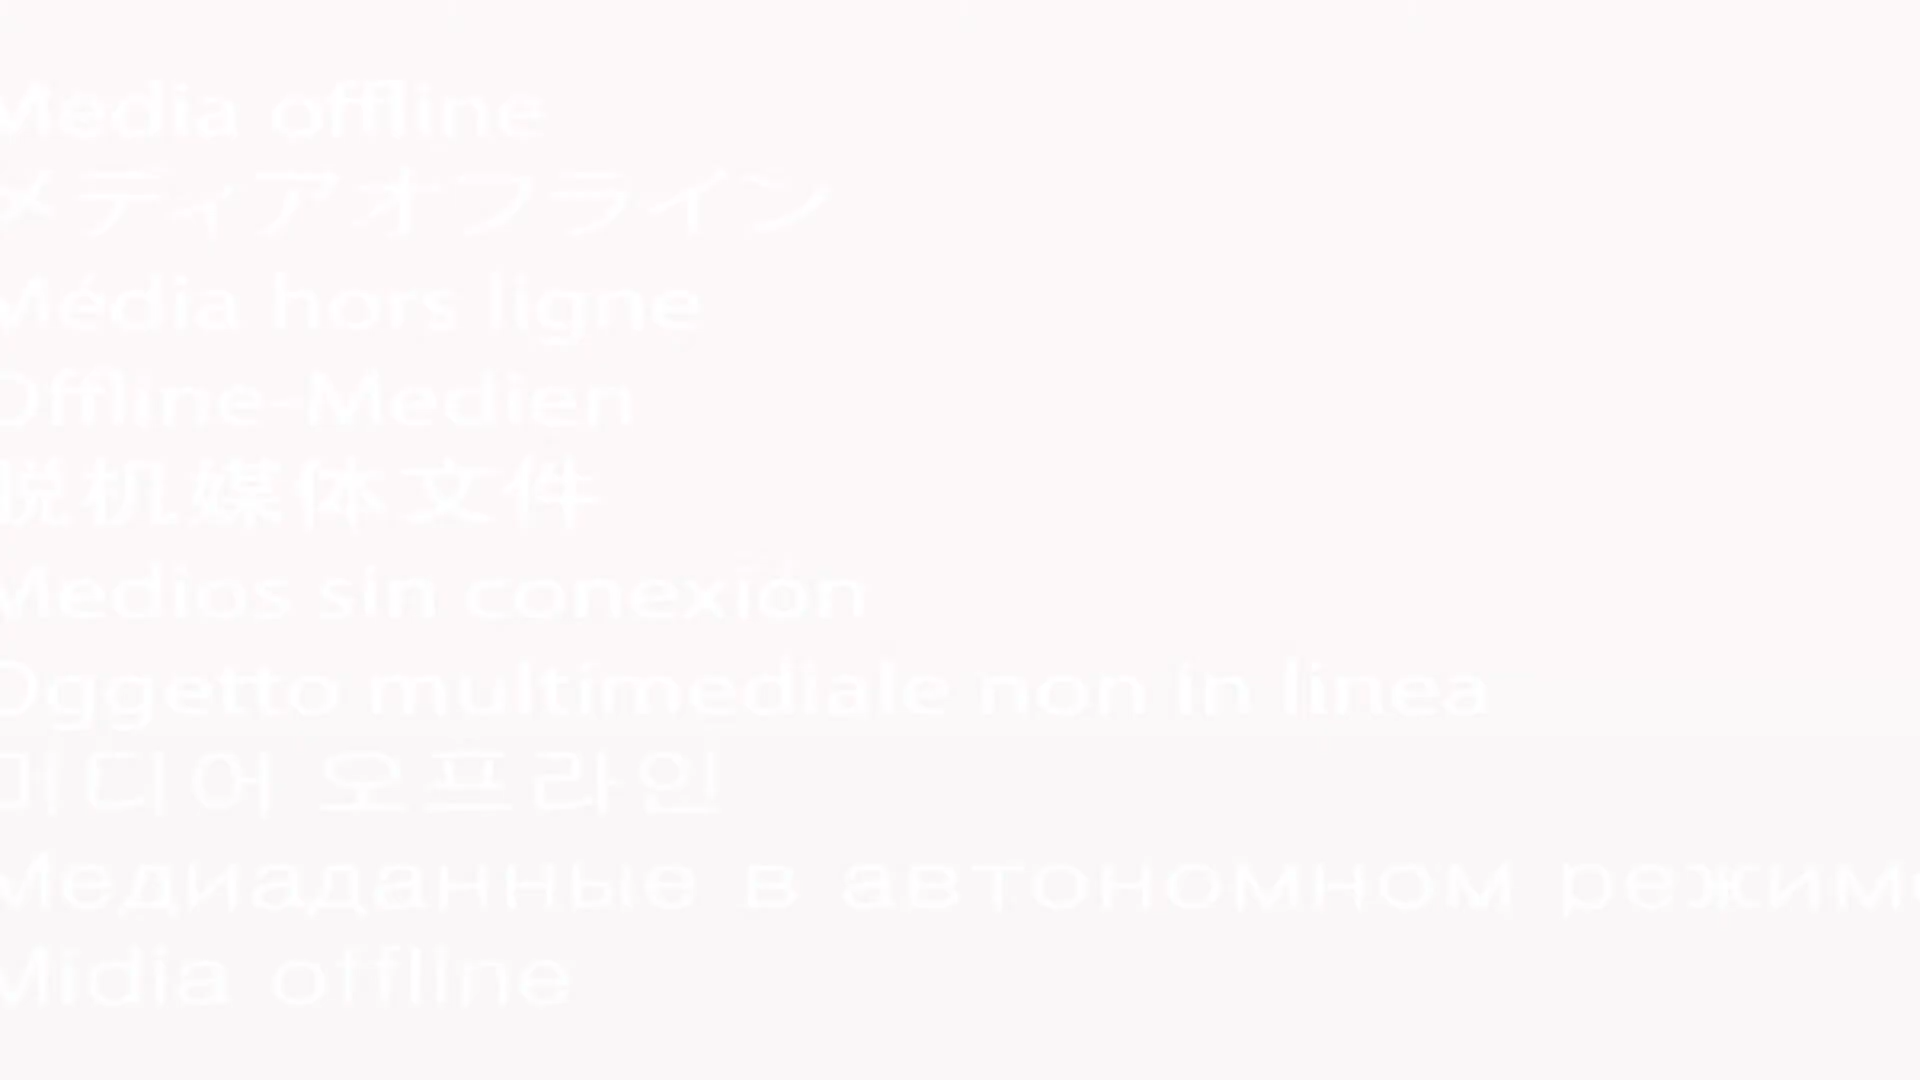 Media offline
メディアオフライン
Média hors ligne
Offline-Medien
脱机媒体文件
Medios sin conexión
Oggetto multimediale non in linea
미디어 오프라인
Медиаданные в автономном режиме
Mídia offline